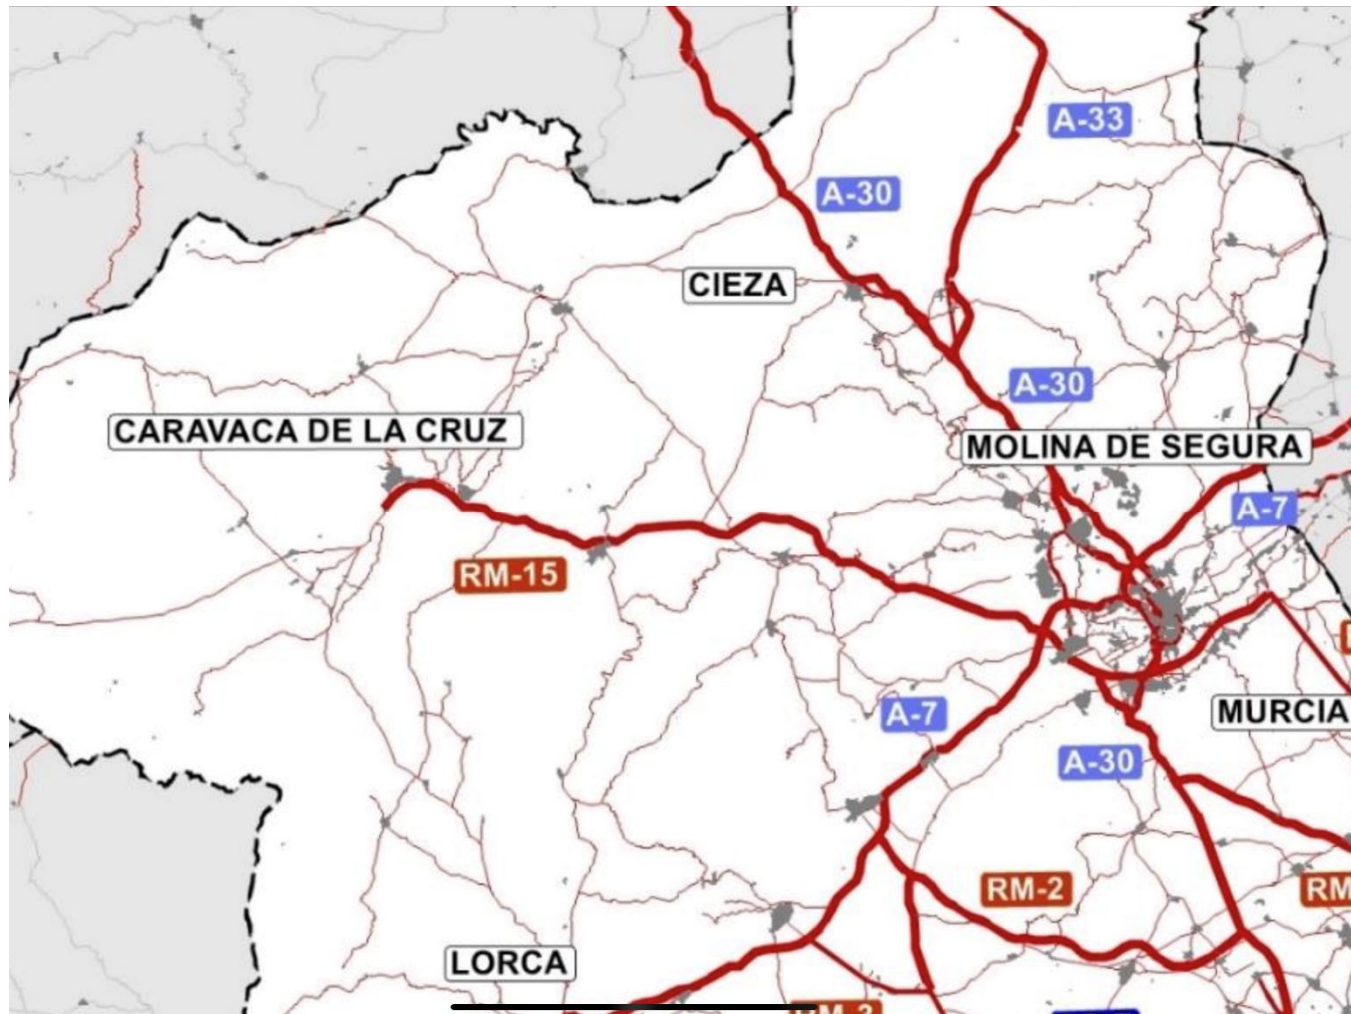 A-33
A-30
CIEZA
A-30
CARAVACA DE LA CRUZ
MOLINA DE SEGURA
A-7
RM-15
A-7
MURCIA
A-30
RM-2
RM
LORCA